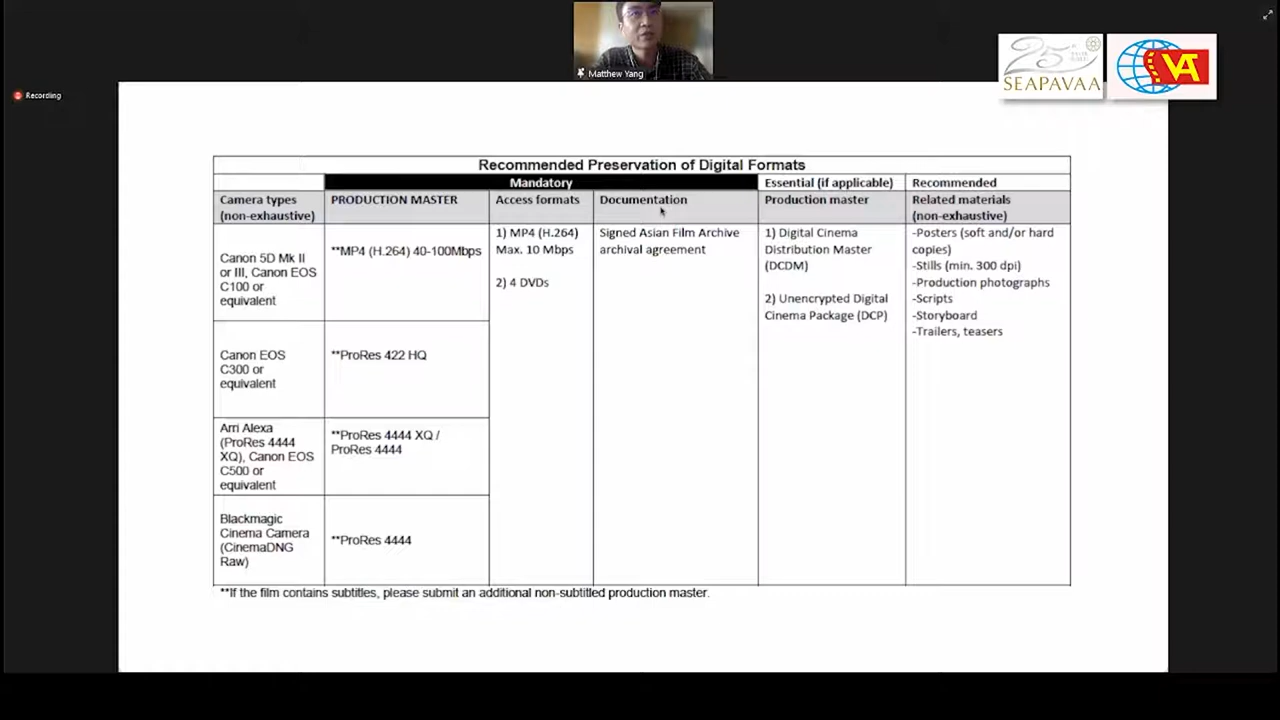 Matthew Yang
Recording
25
SEAPAVAA
VA
Recommended Preservation of Digital Formats
Mandatory
Essential (if applicable)
Recommended
Camera types
(non-exhaustive)
PRODUCTION MASTER
Access formats
Documentation
Production master
Related materials
(non-exhaustive)
Canon 5D Mk II
or III, Canon EOS
C100 or
equivalent
**MP4 (H.264) 40-100Mbps
1) MP4 (H.264)
Max. 10 Mbps
2) 4 DVDs
Signed Asian Film Archive
archival agreement
1) Digital Cinema
Distribution Master
(DCDM)
2) Unencrypted Digital
Cinema Package (DCP)
-Posters (soft and/or hard
copies)
-Stills (min. 300 dpi)
-Production photographs
-Scripts
-Storyboard
-Trailers, teasers
Canon EOS
C300 or
equivalent
**ProRes 422 HQ
Arri Alexa
(ProRes 4444
XQ), Canon EOS
C500 or
equivalent
**ProRes 4444 XQ /
ProRes 4444
Blackmagic
Cinema Camera
(CinemaDNG
Raw)
**ProRes 4444
**If the film contains subtitles, please submit an additional non-subtitled production master.